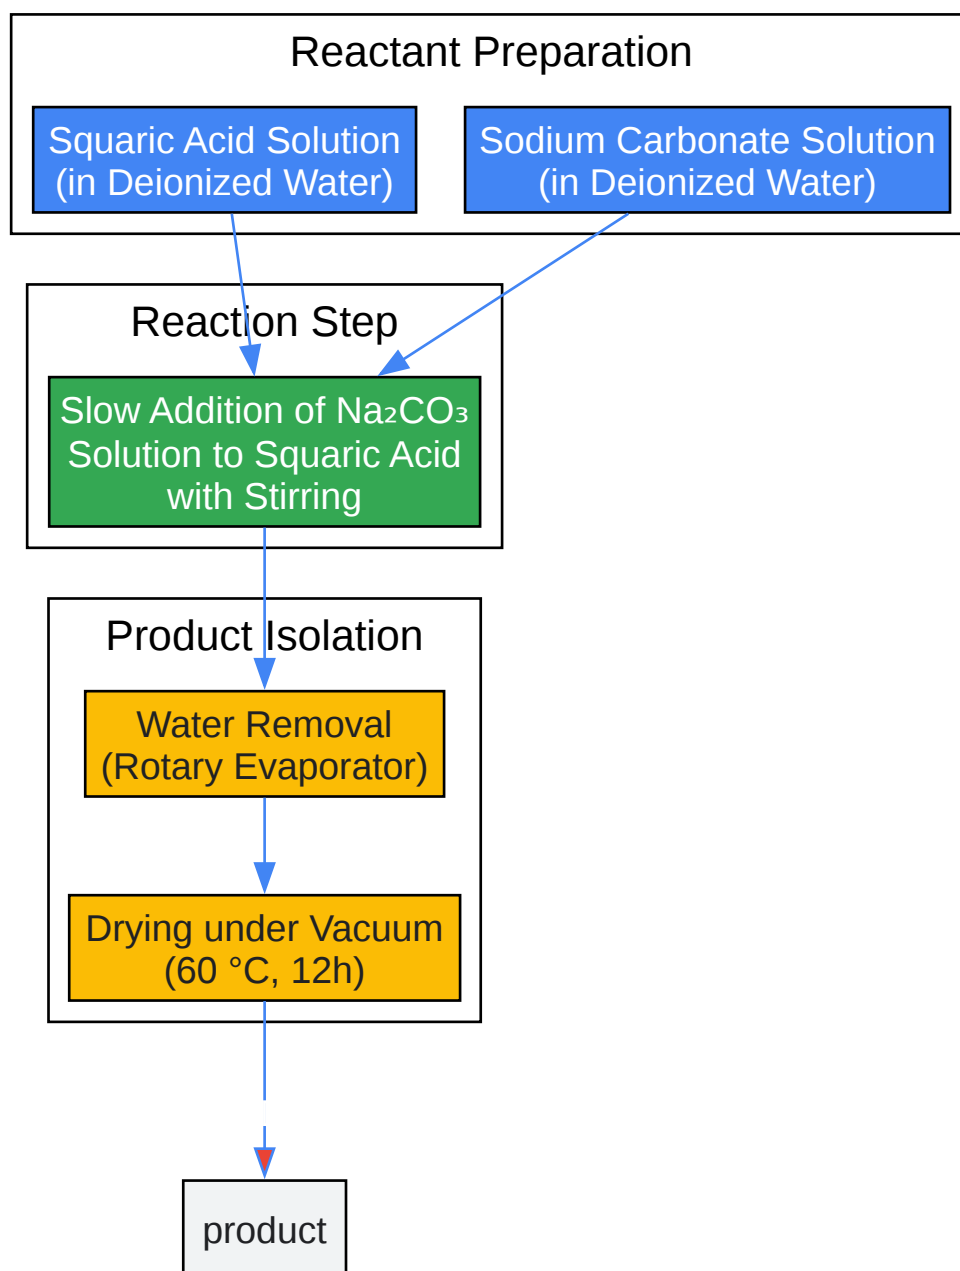 Reactant Preparation
Squaric Acid Solution
(in Deionized Water)
Sodium Carbonate Solution
(in Deionized Water)
Reaction Step
Slow Addition of Na₂CO₃
Solution to Squaric Acid
with Stirring
Product Isolation
Water Removal
(Rotary Evaporator)
Drying under Vacuum
(60 °C, 12h)
product